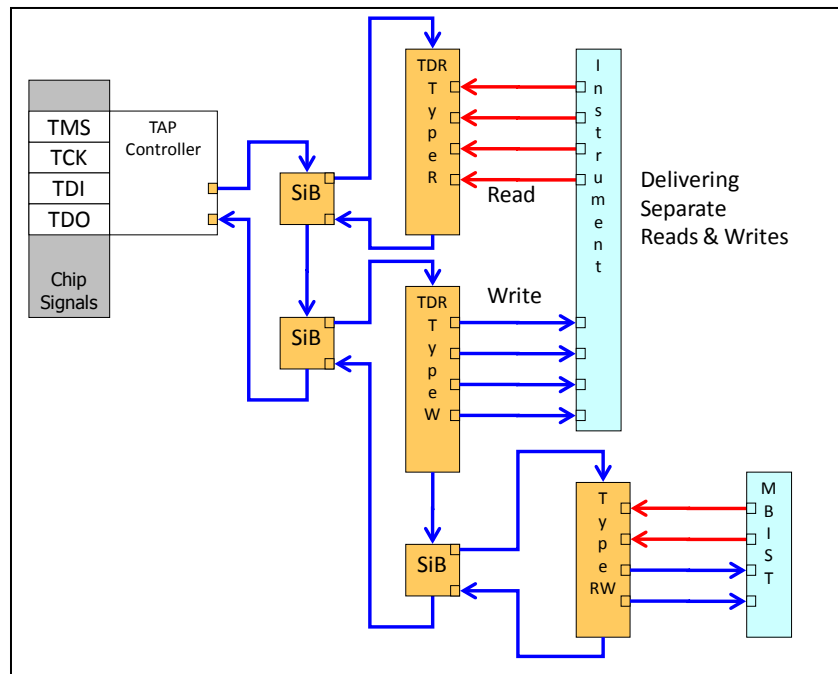 TMS
TCK
TDI
TDO
Chip
Signals
TAP
Controller
SiB
SiB
TDR
T
y
p
e
R
Read
I
n
s
t
r
u
m
e
n
t
Delivering
Separate
Reads & Writes
TDR
T
y
p
e
W
Write
SiB
T
y
p
e
RW
M
B
I
S
T